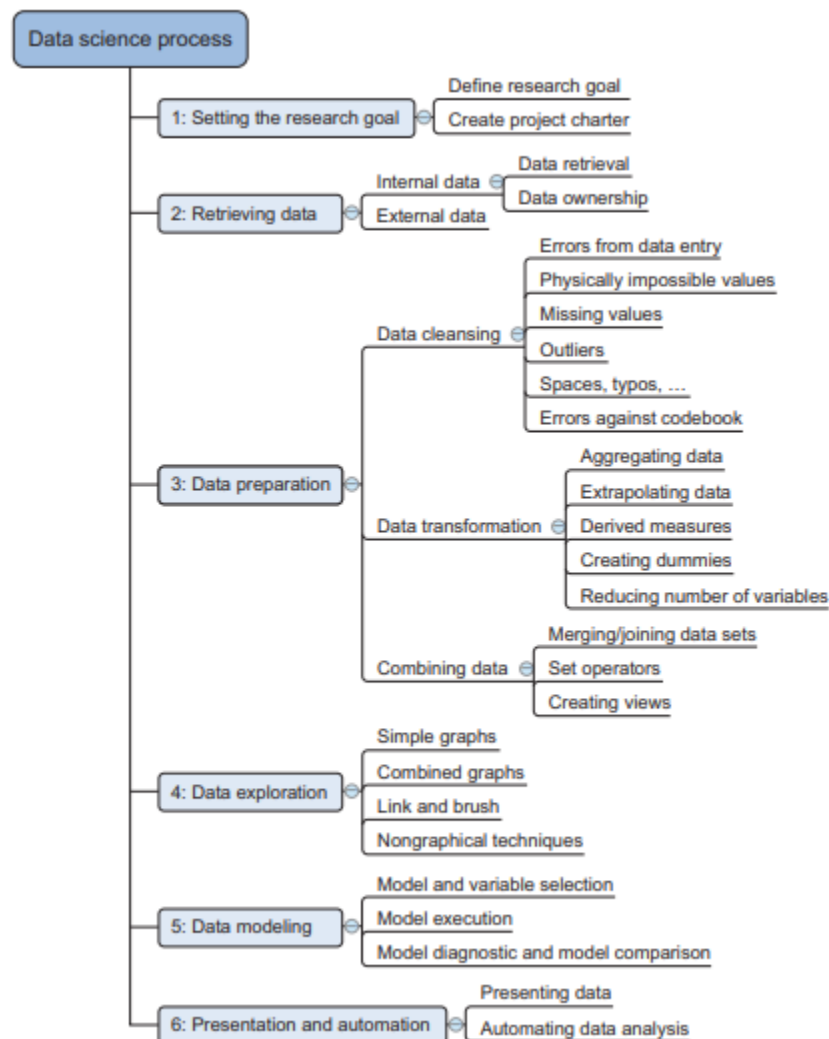 Data science process
1: Setting the research goal
Define research goal
Create project charter
2: Retrieving data
Internal data
Data retrieval
Data ownership
External data
3: Data preparation
Data cleansing
Errors from data entry
Physically impossible values
Missing values
Outliers
Spaces, typos, ...
Errors against codebook
Data transformation
Aggregating data
Extrapolating data
Derived measures
Creating dummies
Reducing number of variables
Combining data
Merging/joining data sets
Set operators
Creating views
4: Data exploration
Simple graphs
Combined graphs
Link and brush
Nongraphical techniques
5: Data modeling
Model and variable selection
Model execution
Model diagnostic and model comparison
6: Presentation and automation
Presenting data
Automating data analysis